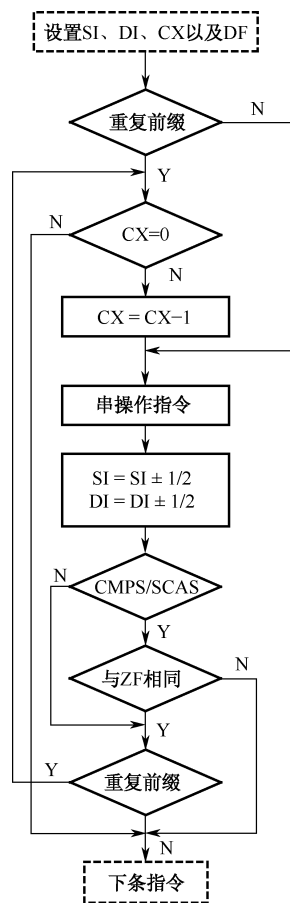 设置SI、DI、CX以及DF
重复前缀
N
Y
N
CX=0
N
CX = CX−1
串操作指令
SI = SI ± 1/2
DI = DI ± 1/2
N
CMPS/SCAS
Y
与ZF相同
N
Y
Y
重复前缀
N
下条指令